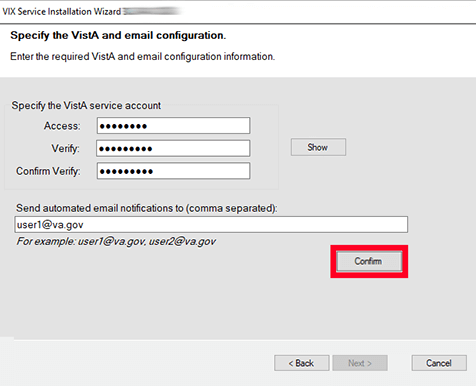 VIX Service Installation Wizard
Specify the VistA and email configuration.
Enter the required VistA and email configuration information.
Specify the VistA service account
Access: ••••••••
Verify: •••••••••
Show
Confirm Verify: •••••••••
Send automated email notifications to (comma separated):
user1@va.gov
For example: user1@va.gov, user2@va.gov
Confirm
< Back
Next >
Cancel